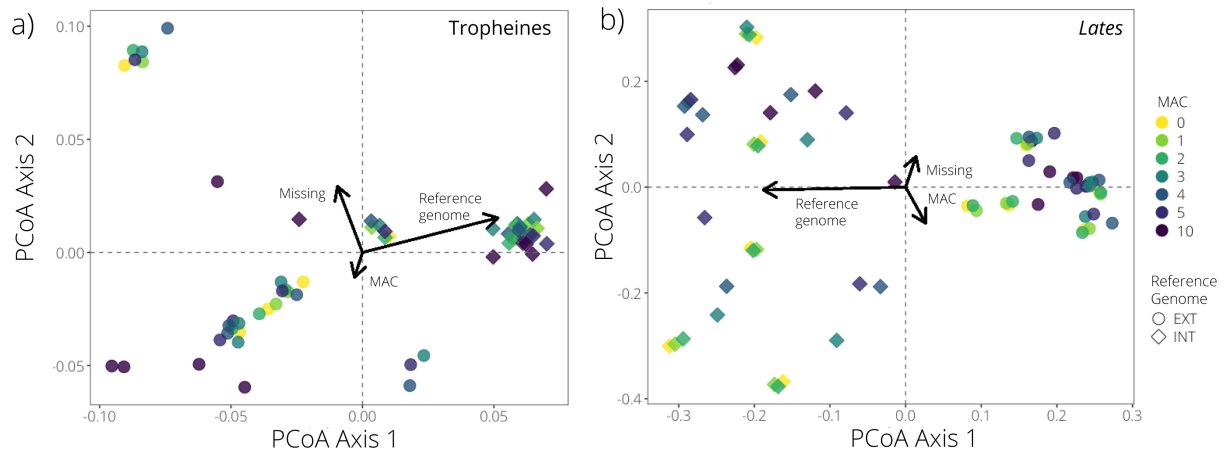 a)
Tropheines
PCoA Axis 2
0.10
0.05
0.00
-0.05
Missing
Reference
genome
MAC
-0.10
-0.05
0.00
0.05
PCoA Axis 1
b)
Lates
PCoA Axis 2
0.2
0.0
-0.2
-0.4
Missing
MAC
Reference
genome
-0.3
-0.2
-0.1
0.0
0.1
0.2
0.3
PCoA Axis 1
MAC
0
1
2
3
4
5
10
Reference
Genome
EXT
INT